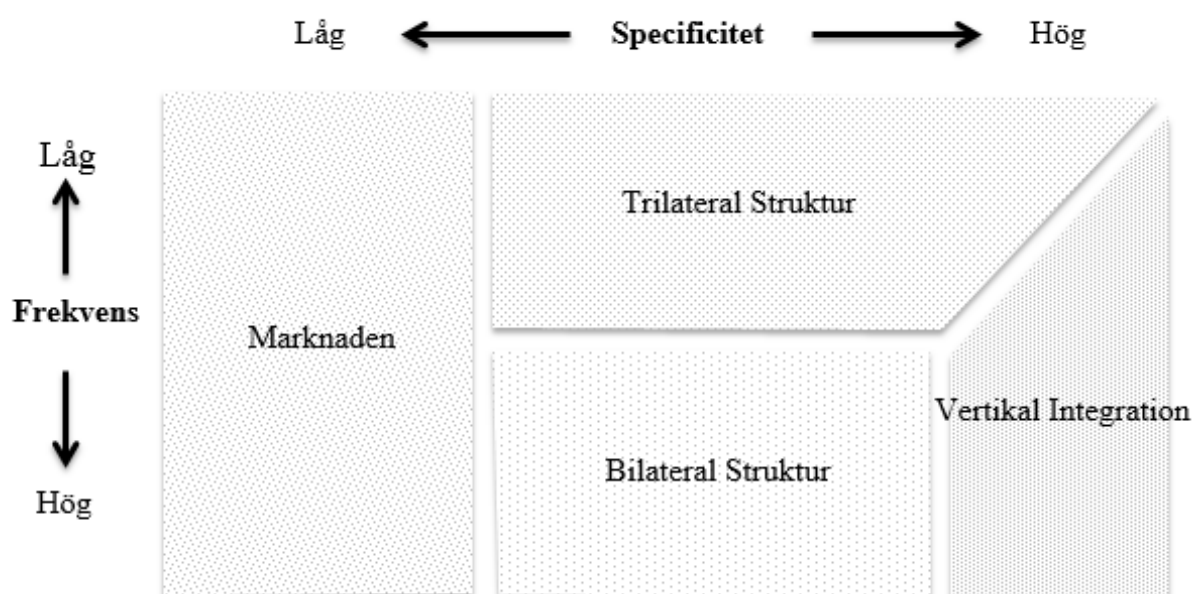 Låg Specificitet Hög
Låg
Trilateral Struktur
Frekvens
Marknaden
Vertikal Integration
Bilateral Struktur
Hög